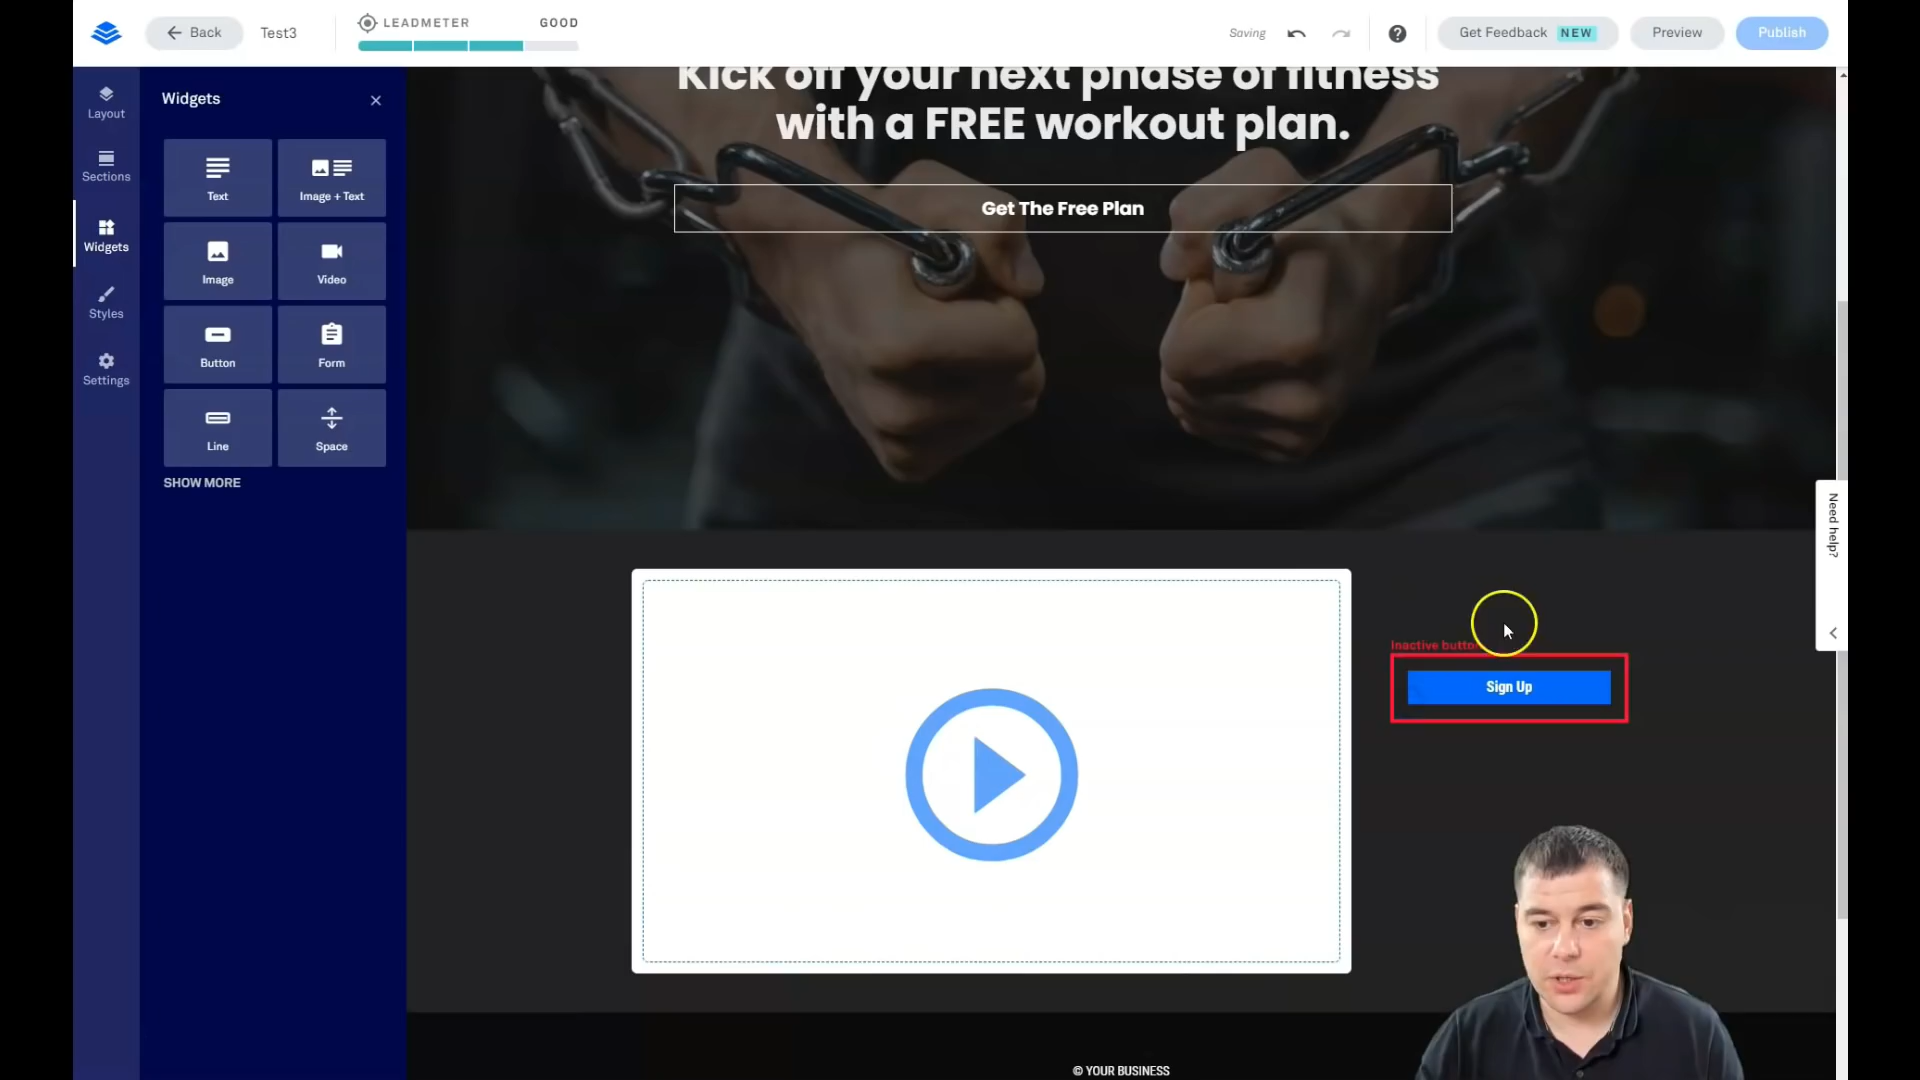 Back
Test3
LEADMETER
GOOD
Saving
Get Feedback NEW
Preview
Publish
Layout
Sections
Widgets
Styles
Settings
Widgets
Text
Image + Text
Image
Video
Button
Form
Line
Space
SHOW MORE
Kick off your next phase of fitness
with a FREE workout plan.
Get The Free Plan
Need help?
Inactive button
Sign Up
© YOUR BUSINESS